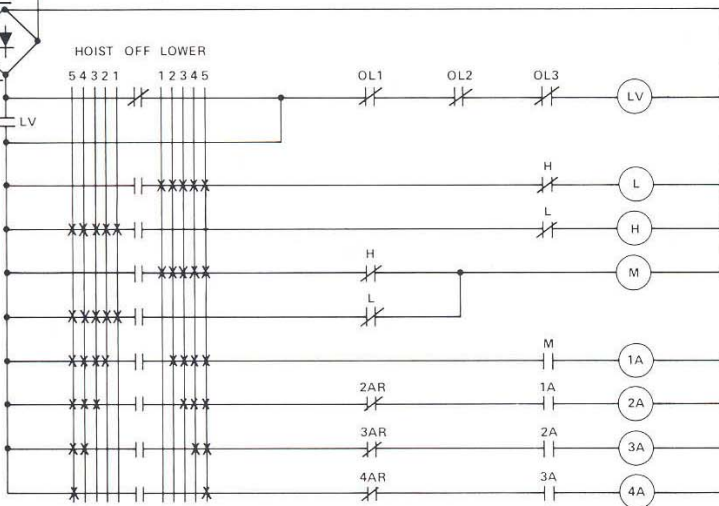 HOIST OFF LOWER
5 4 3 2 1 1 2 3 4 5 OL1 OL2 OL3
LV
LV
H
L
L
H
H
M
L
M
1A
2AR 1A
2A
3AR 2A
3A
4AR 3A
4A